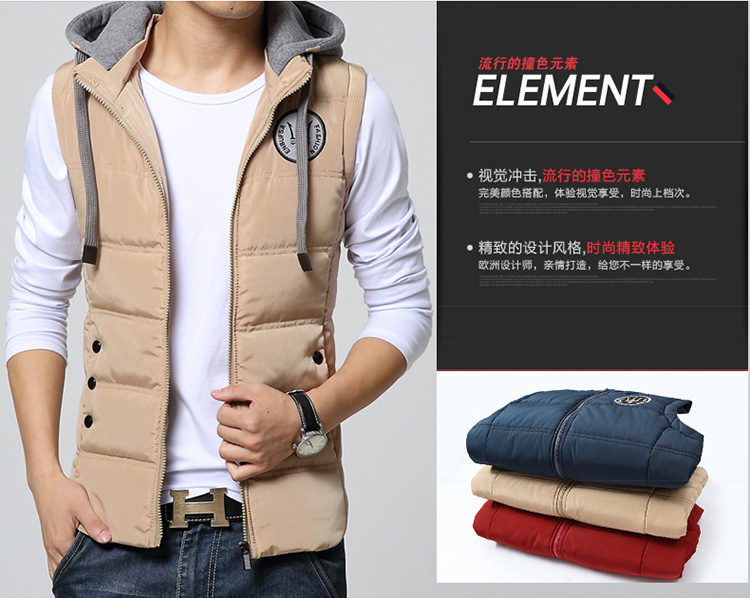 流行的撞色元素
ELEMENT
视觉冲击,流行的撞色元素
完美颜色搭配，体验视觉享受，时尚上档次。
精致的设计风格,时尚精致体验
欧洲设计师，亲情打造，给您不一样的享受。
FASHION